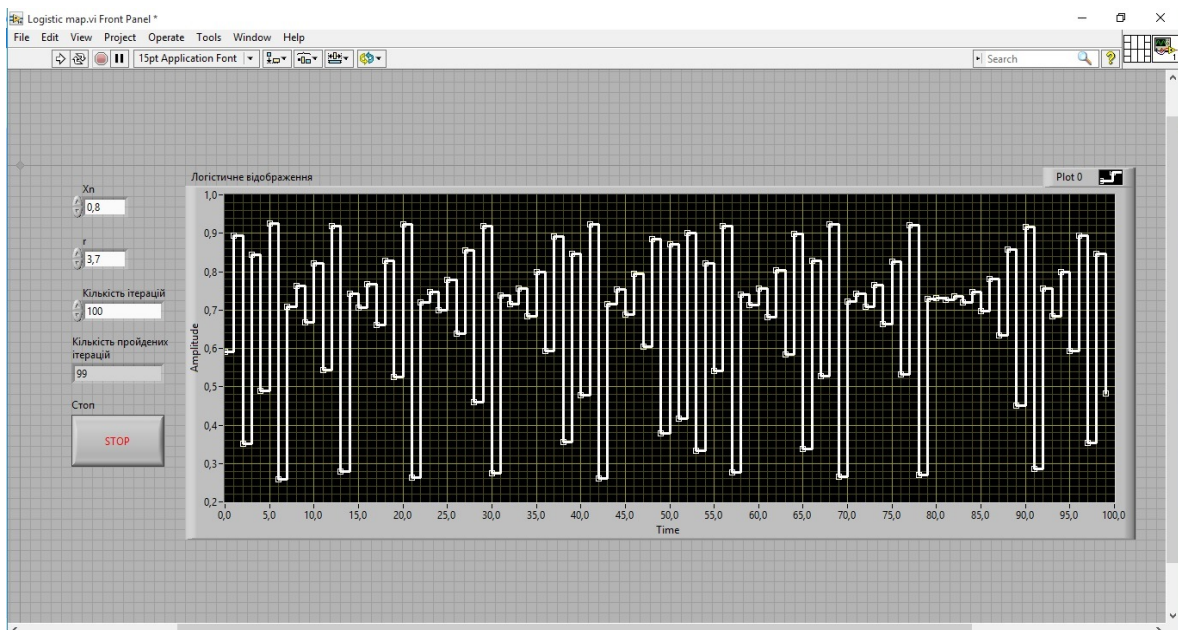 Logistic map.vi Front Panel *
File Edit View Project Operate Tools Window Help
15pt Application Font
Search
1
Логістичне відображення
Plot 0
Xn
0,8
r
3,7
Кількість ітерацій
100
Кількість пройдених
ітерацій
99
Стоп
STOP
Amplitude
1,0
0,9
0,8
0,7
0,6
0,5
0,4
0,3
0,2
0,0 5,0 10,0 15,0 20,0 25,0 30,0 35,0 40,0 45,0 50,0 55,0 60,0 65,0 70,0 75,0 80,0 85,0 90,0 95,0 100,0
Time